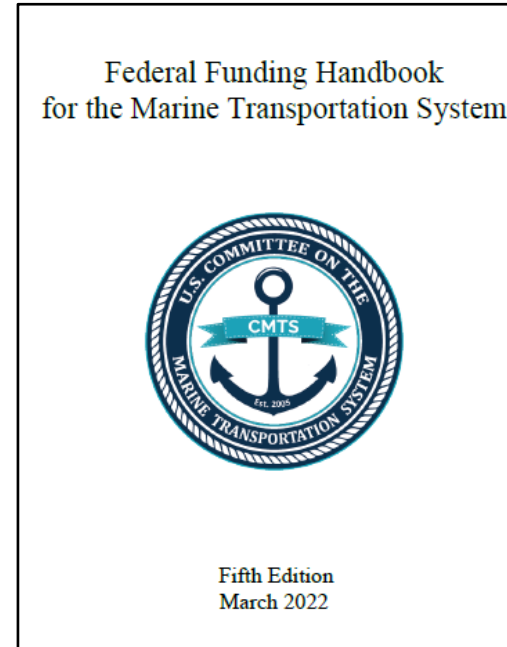 Federal Funding Handbook
for the Marine Transportation System
U.S. COMMITTEE ON THE
CMTS
Est. 2005
MARINE TRANSPORTATION SYSTEM
Fifth Edition
March 2022